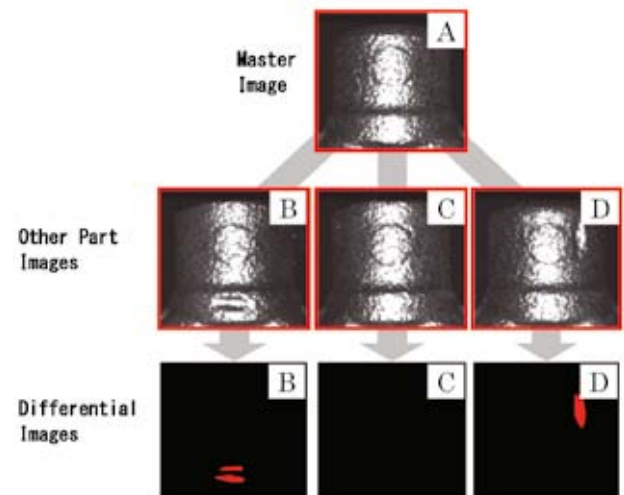 A
Master
Image
B
C
D
Other Part
Images
B
C
D
Differential
Images